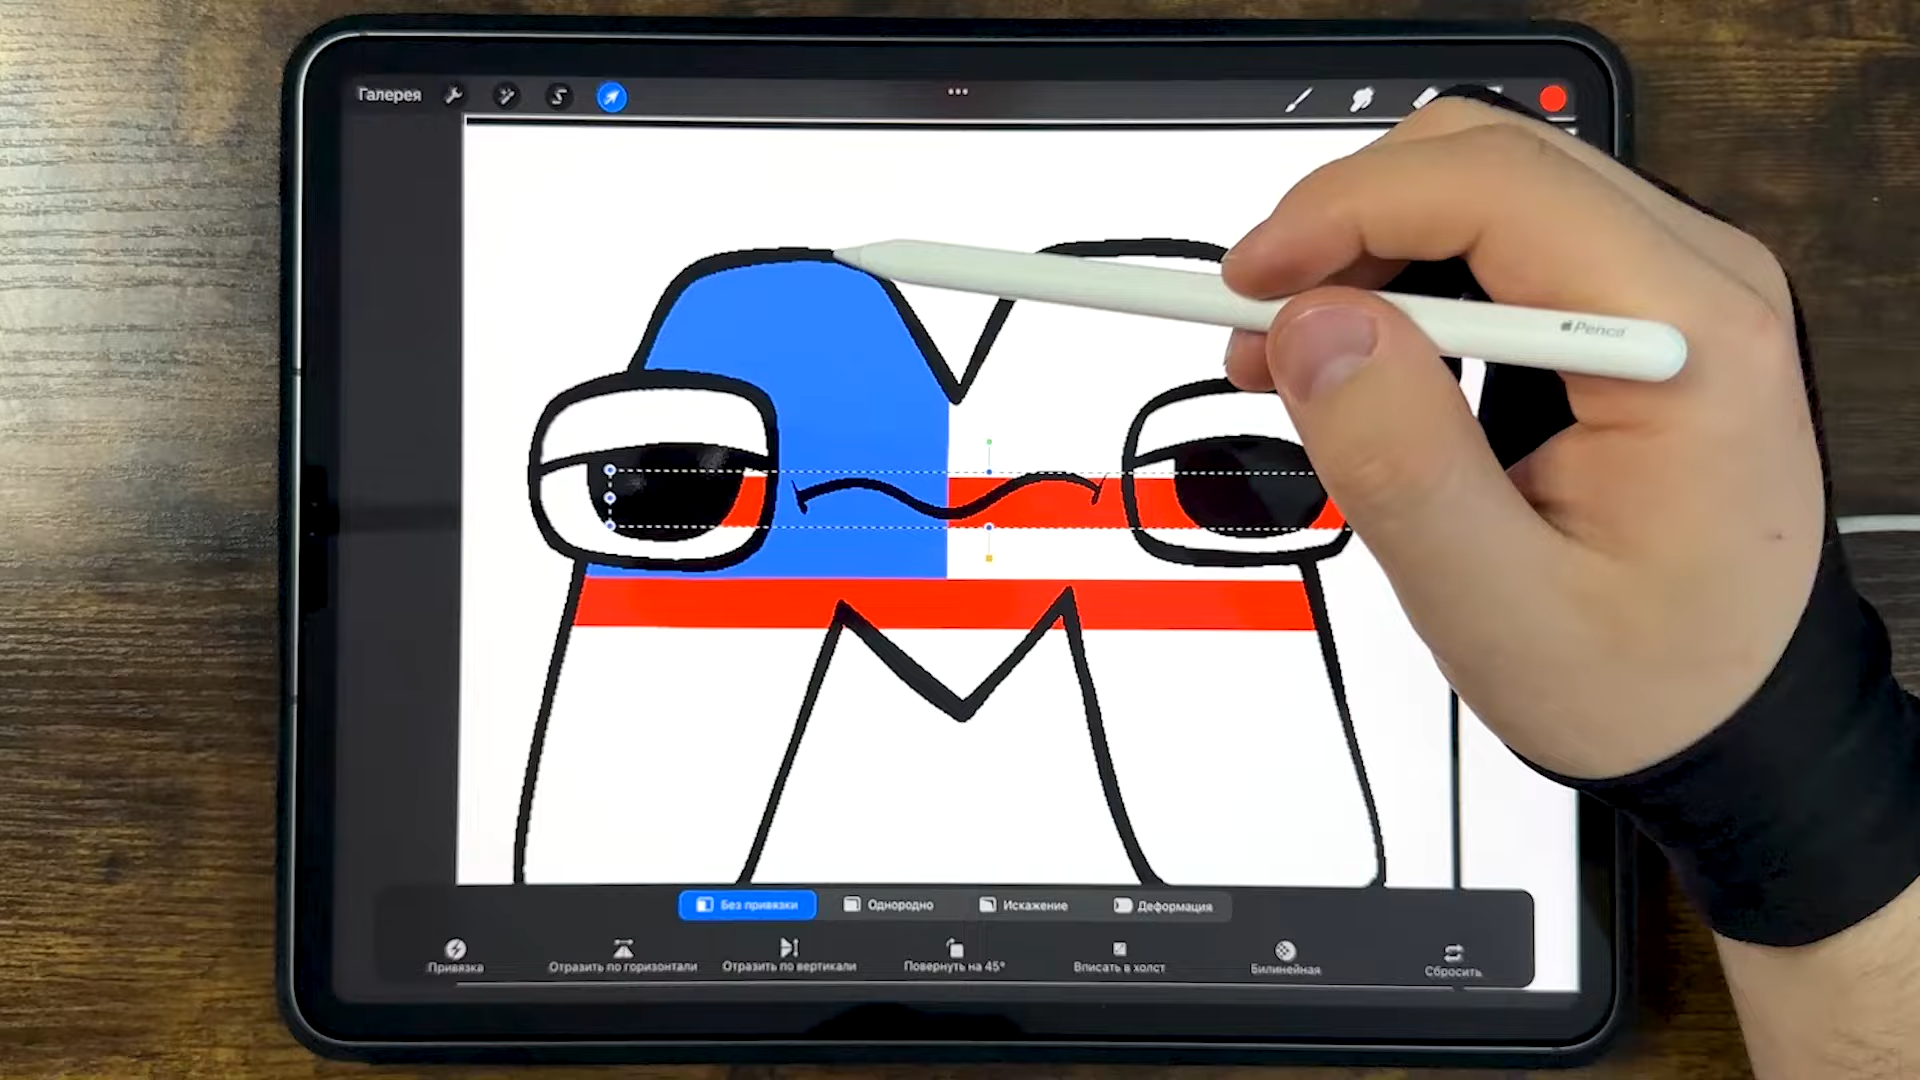 Галерея
Pencil
Без привязки
Однородно
Искажение
Деформация
Привязка
Отразить по горизонтали
Отразить по вертикали
Повернуть на 45°
Вписать в холст
Билинейная
Сбросить